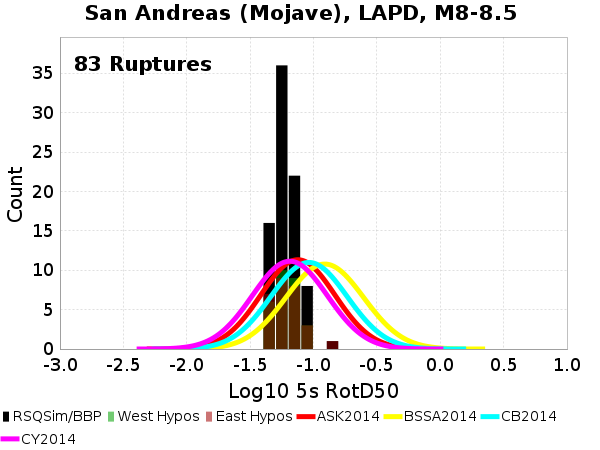 San Andreas (Mojave), LAPD, M8-8.5
83 Ruptures
Count
35
30
25
20
15
10
5
0
-3.0 -2.5 -2.0 -1.5 -1.0 -0.5 0.0 0.5 1.0
Log10 5s RotD50
RSQSim/BBP West Hypos East Hypos ASK2014 BSSA2014 CB2014
CY2014